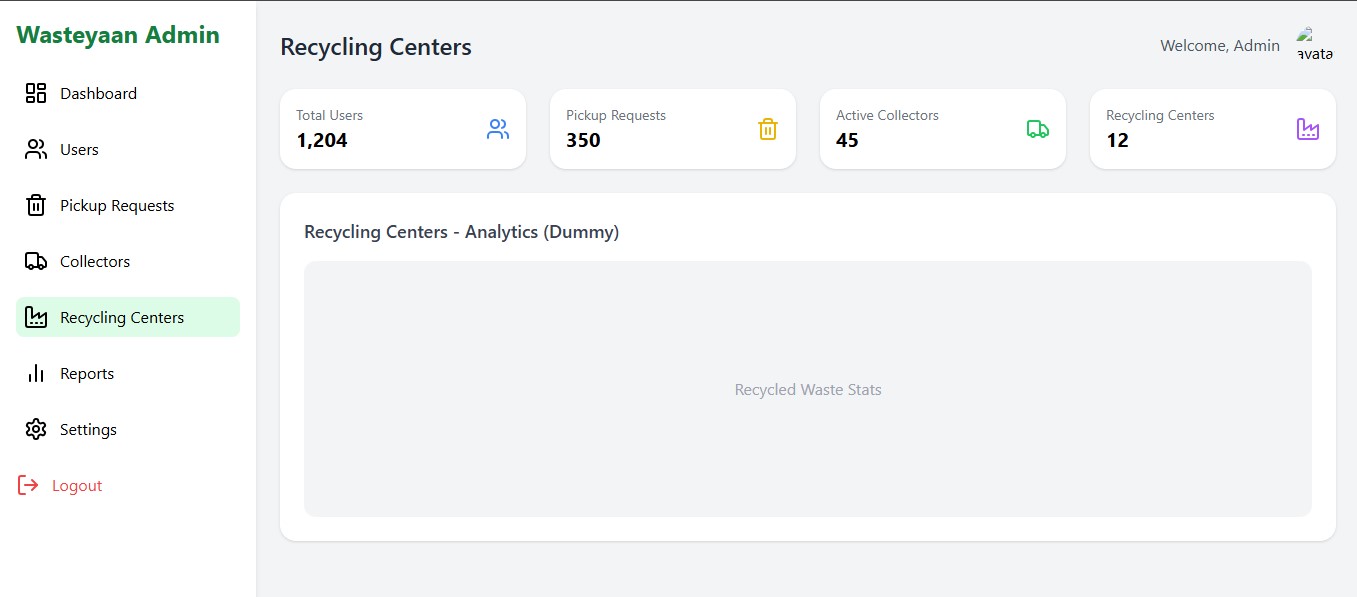 Wasteyaan Admin
Dashboard
Users
Pickup Requests
Collectors
Recycling Centers
Reports
Settings
Logout
Recycling Centers
Welcome, Admin
avata
Total Users
1,204
Pickup Requests
350
Active Collectors
45
Recycling Centers
12
Recycling Centers - Analytics (Dummy)
Recycled Waste Stats